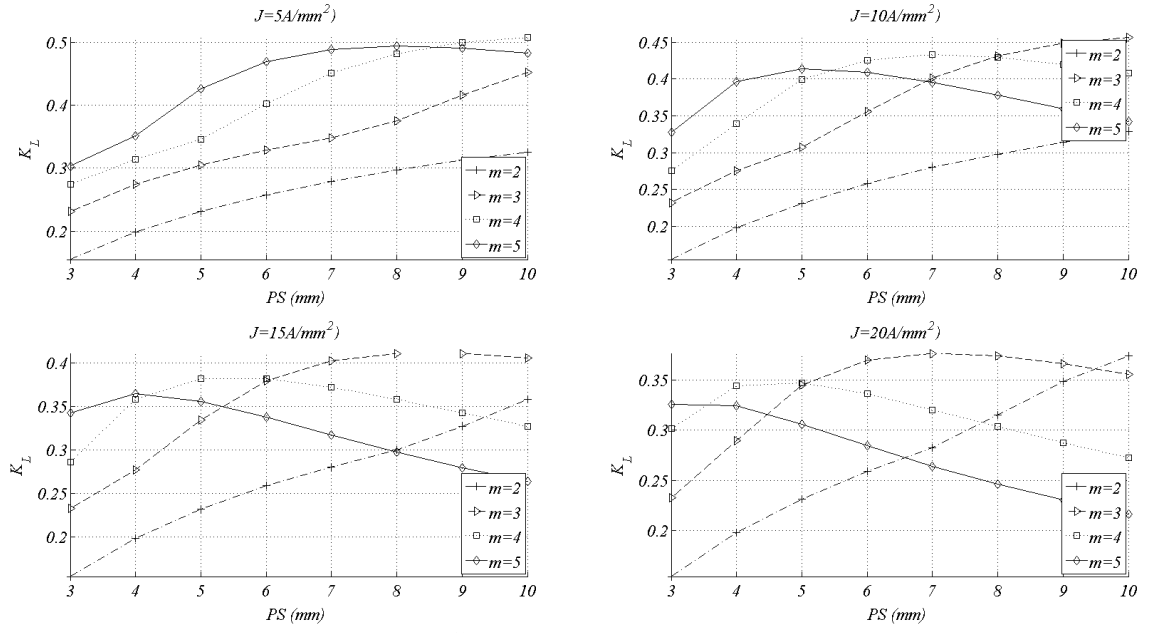 J=5A/mm²)
0.5
0.4
0.3
0.2
K_L
3 4 5 6 7 8 9 10
PS (mm)
m=2
m=3
m=4
m=5
J=10A/mm²)
0.45
0.4
0.35
0.3
0.25
0.2
K_L
3 4 5 6 7 8 9 10
PS (mm)
m=2
m=3
m=4
m=5
J=15A/mm²)
0.4
0.35
0.3
0.25
0.2
K_L
3 4 5 6 7 8 9 10
PS (mm)
m=2
m=3
m=4
m=5
J=20A/mm²)
0.35
0.3
0.25
0.2
K_L
3 4 5 6 7 8 9 10
PS (mm)
m=2
m=3
m=4
m=5